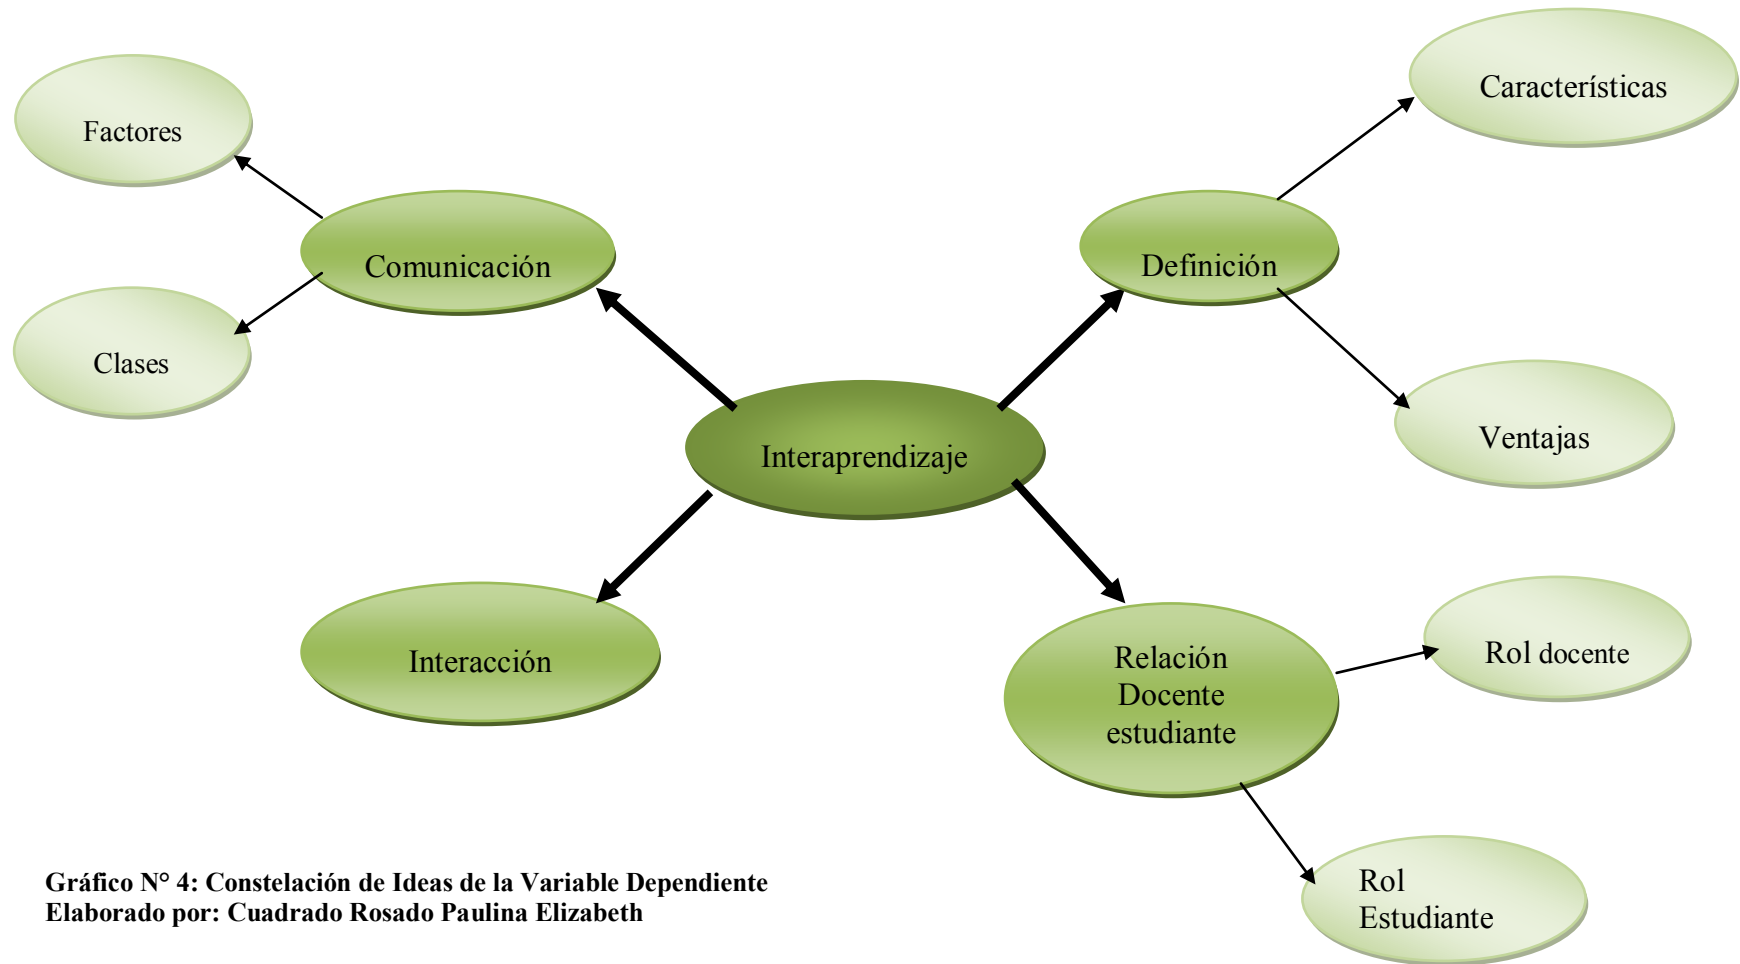 Características
Factores
Comunicación
Definición
Clases
Ventajas
Interaprendizaje
Interacción
Relación
Docente
estudiante
Rol docente
Rol
Estudiante
Gráfico N° 4: Constelación de Ideas de la Variable Dependiente
Elaborado por: Cuadrado Rosado Paulina Elizabeth